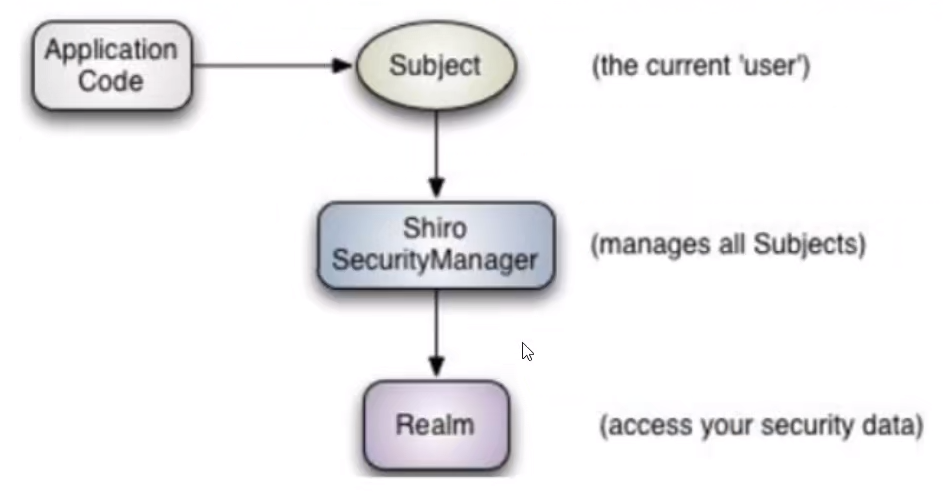 Application
Code
Subject
(the current 'user')
Shiro
SecurityManager
(manages all Subjects)
Realm
(access your security data)